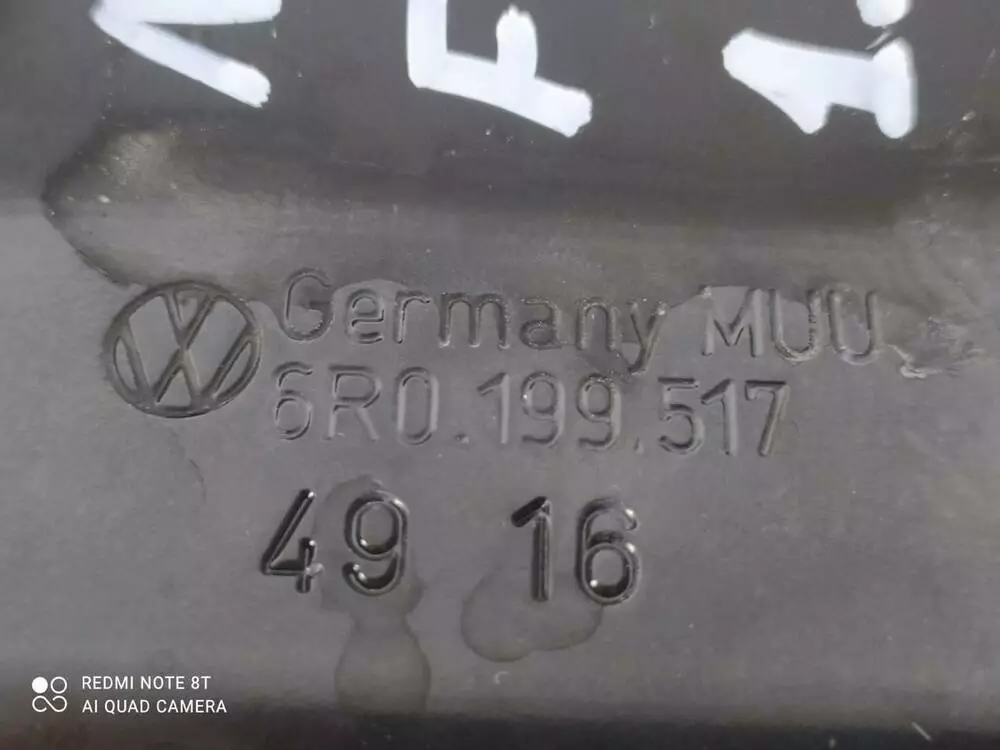 Germany MUU
6R0.199.517
49 16
REDMI NOTE 8T
AI QUAD CAMERA